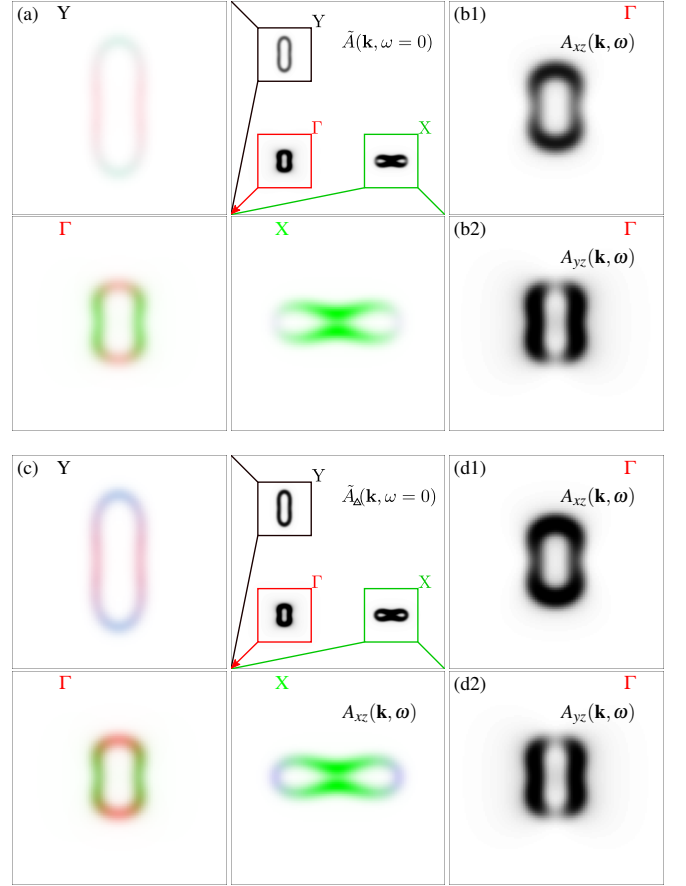 (a) Y
Y
Ã(k, ω = 0)
Γ
X
(b1) Γ
A_xz(k, ω)
Γ
X
(b2) Γ
A_yz(k, ω)
(c) Y
Y
Ã_Δ(k, ω = 0)
Γ
X
(d1) Γ
A_xz(k, ω)
Γ
X
A_xz(k, ω)
(d2) Γ
A_yz(k, ω)